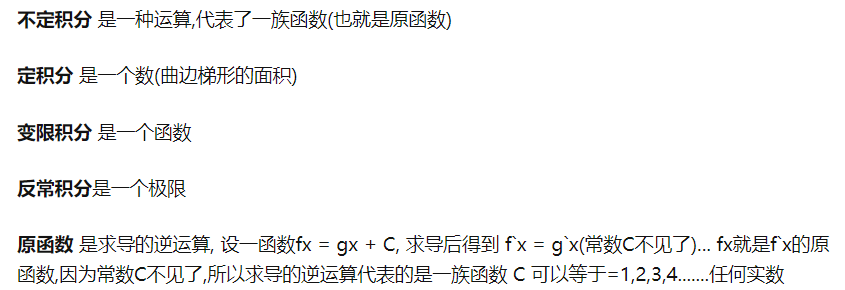 不定积分 是一种运算,代表了一族函数(也就是原函数)
定积分 是一个数(曲边梯形的面积)
变限积分 是一个函数
反常积分是一个极限
原函数 是求导的逆运算, 设一函数fx = gx + C, 求导后得到 f`x = g`x(常数C不见了)... fx就是f`x的原
函数,因为常数C不见了,所以求导的逆运算代表的是一族函数 C 可以等于=1,2,3,4.......任何实数